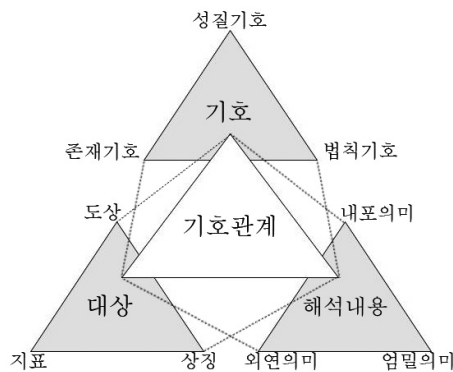 성질기호
기호
존재기호 법칙기호
도상 내포의미
기호관계
대상 해석내용
지표 상징 외연의미 엄밀의미